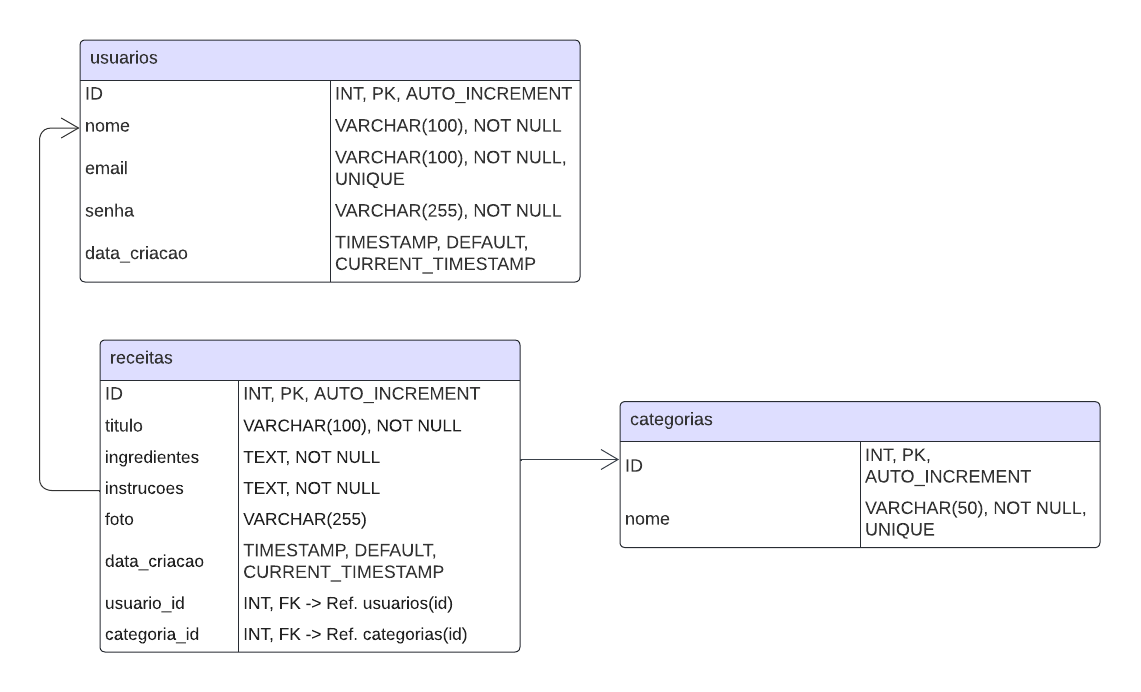 usuarios
ID INT, PK, AUTO_INCREMENT
nome VARCHAR(100), NOT NULL
email VARCHAR(100), NOT NULL,
UNIQUE
senha VARCHAR(255), NOT NULL
data_criacao TIMESTAMP, DEFAULT,
CURRENT_TIMESTAMP
receitas
ID INT, PK, AUTO_INCREMENT
titulo VARCHAR(100), NOT NULL
ingredientes TEXT, NOT NULL
instrucoes TEXT, NOT NULL
foto VARCHAR(255)
data_criacao TIMESTAMP, DEFAULT,
CURRENT_TIMESTAMP
usuario_id INT, FK -> Ref. usuarios(id)
categoria_id INT, FK -> Ref. categorias(id)
categorias
ID INT, PK,
AUTO_INCREMENT
nome VARCHAR(50), NOT NULL,
UNIQUE